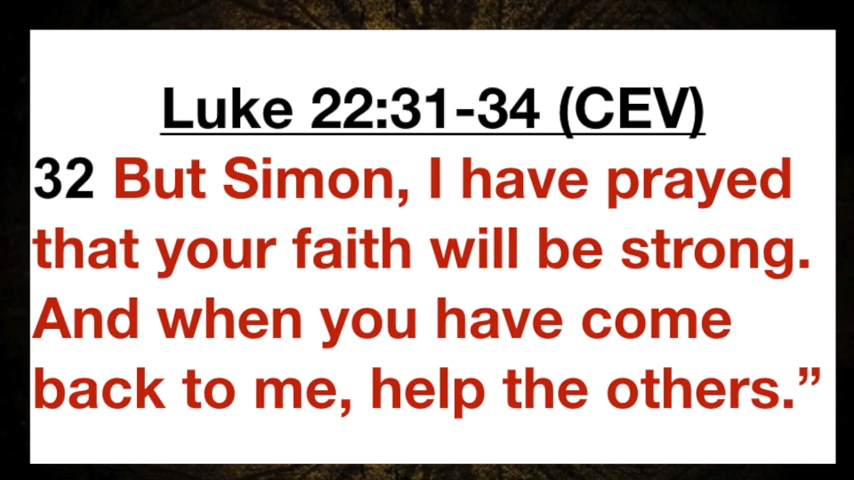 Luke 22:31-34 (CEV)
32 But Simon, I have prayed
that your faith will be strong.
And when you have come
back to me, help the others.”